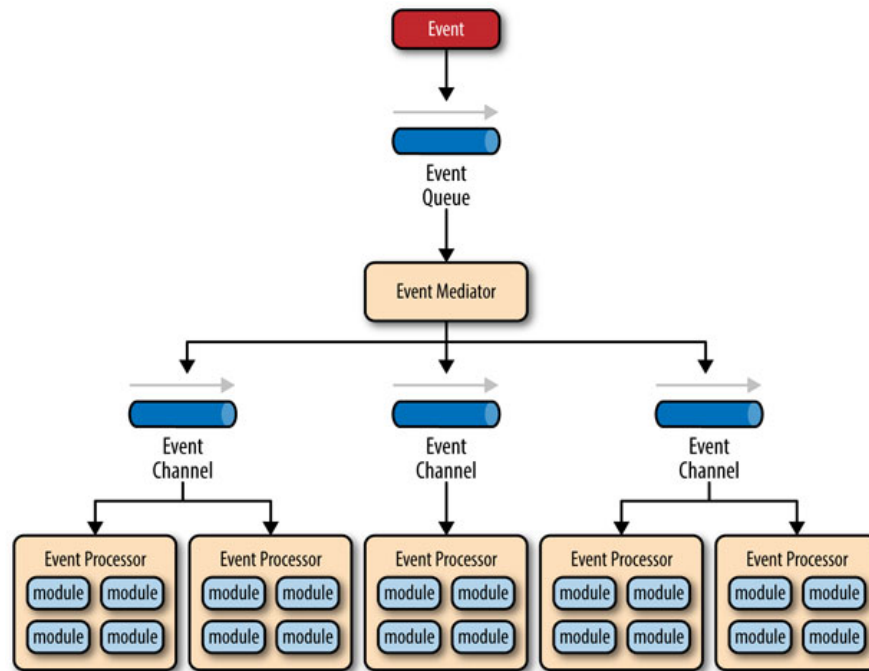 Event
Event
Queue
Event Mediator
Event
Channel
Event
Channel
Event
Channel
Event Processor
module module
module module
Event Processor
module module
module module
Event Processor
module module
module module
Event Processor
module module
module module
Event Processor
module module
module module